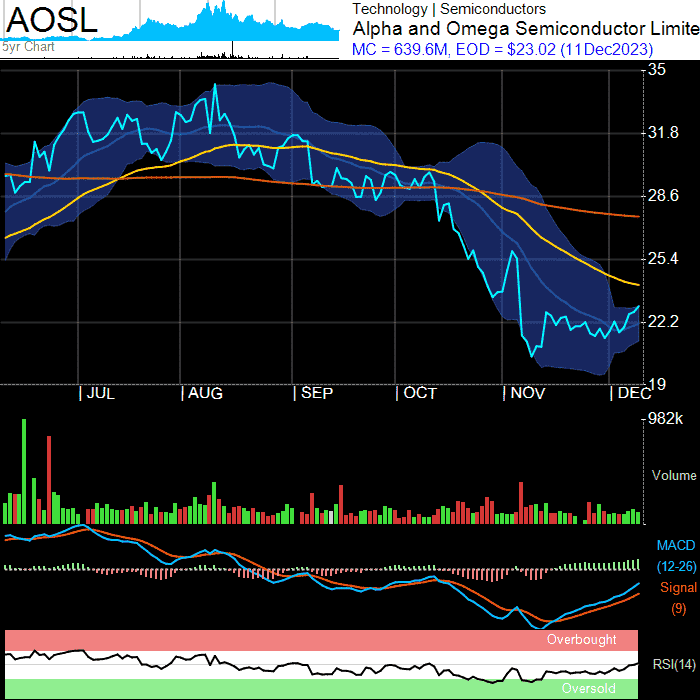 AOSL
5yr Chart
Technology | Semiconductors
Alpha and Omega Semiconductor Limite
MC = 639.6M, EOD = $23.02 (11Dec2023)
35
31.8
28.6
25.4
22.2
19
| JUL | AUG | SEP | OCT | NOV | DEC
982k
Volume
MACD
(12-26)
Signal
(9)
Overbought
RSI(14)
Oversold